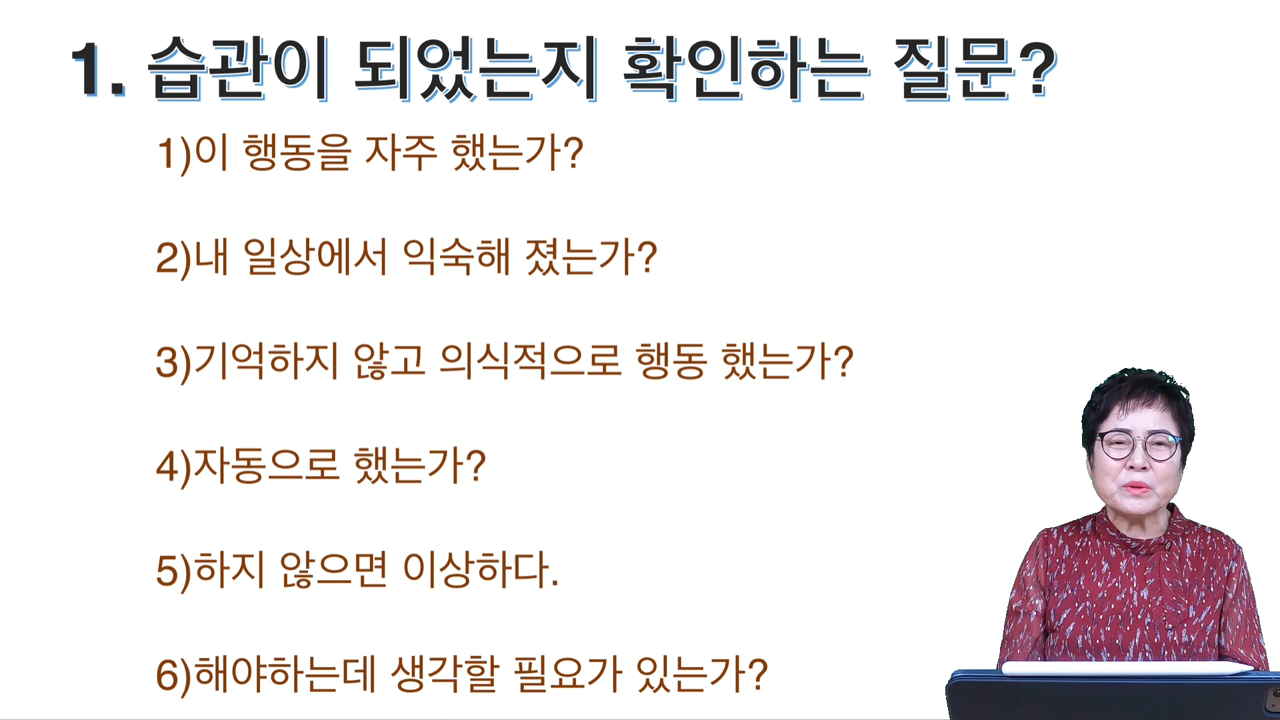 1. 습관이 되었는지 확인하는 질문?
1)이 행동을 자주 했는가?
2)내 일상에서 익숙해 졌는가?
3)기억하지 않고 의식적으로 행동 했는가?
4)자동으로 했는가?
5)하지 않으면 이상하다.
6)해야하는데 생각할 필요가 있는가?